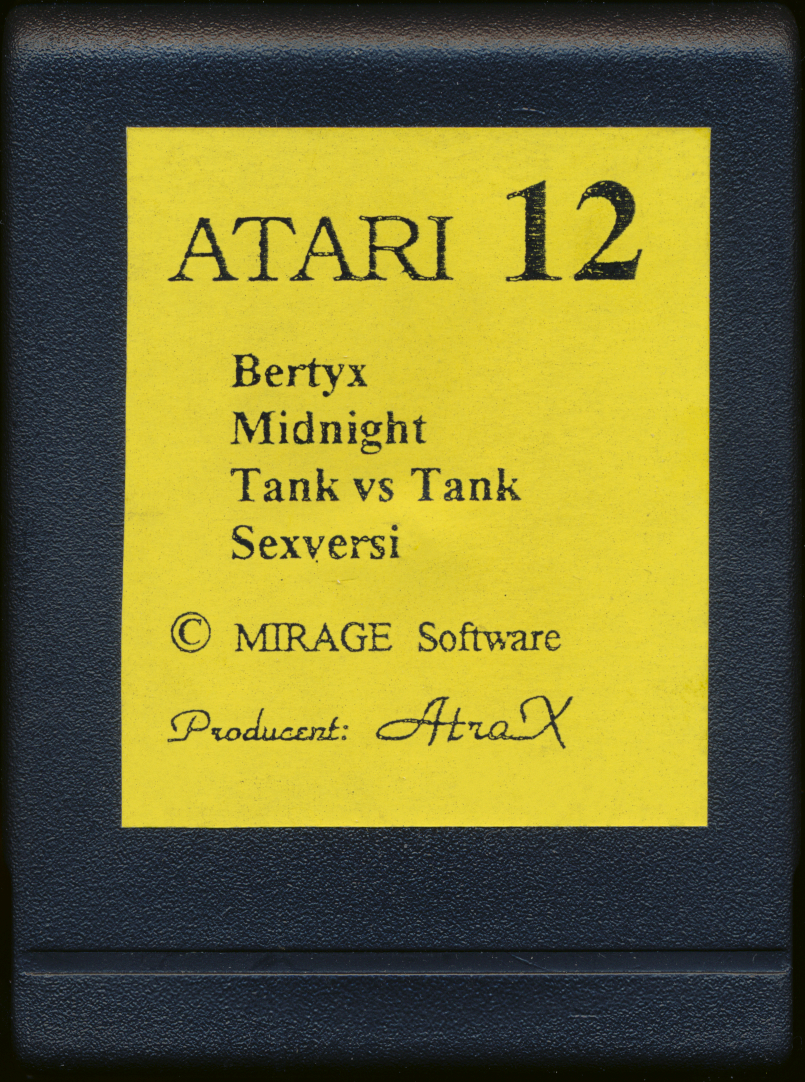 ATARI 12
Bertyx
Midnight
Tank vs Tank
Sexversi
© MIRAGE Software
Producent: AtraX